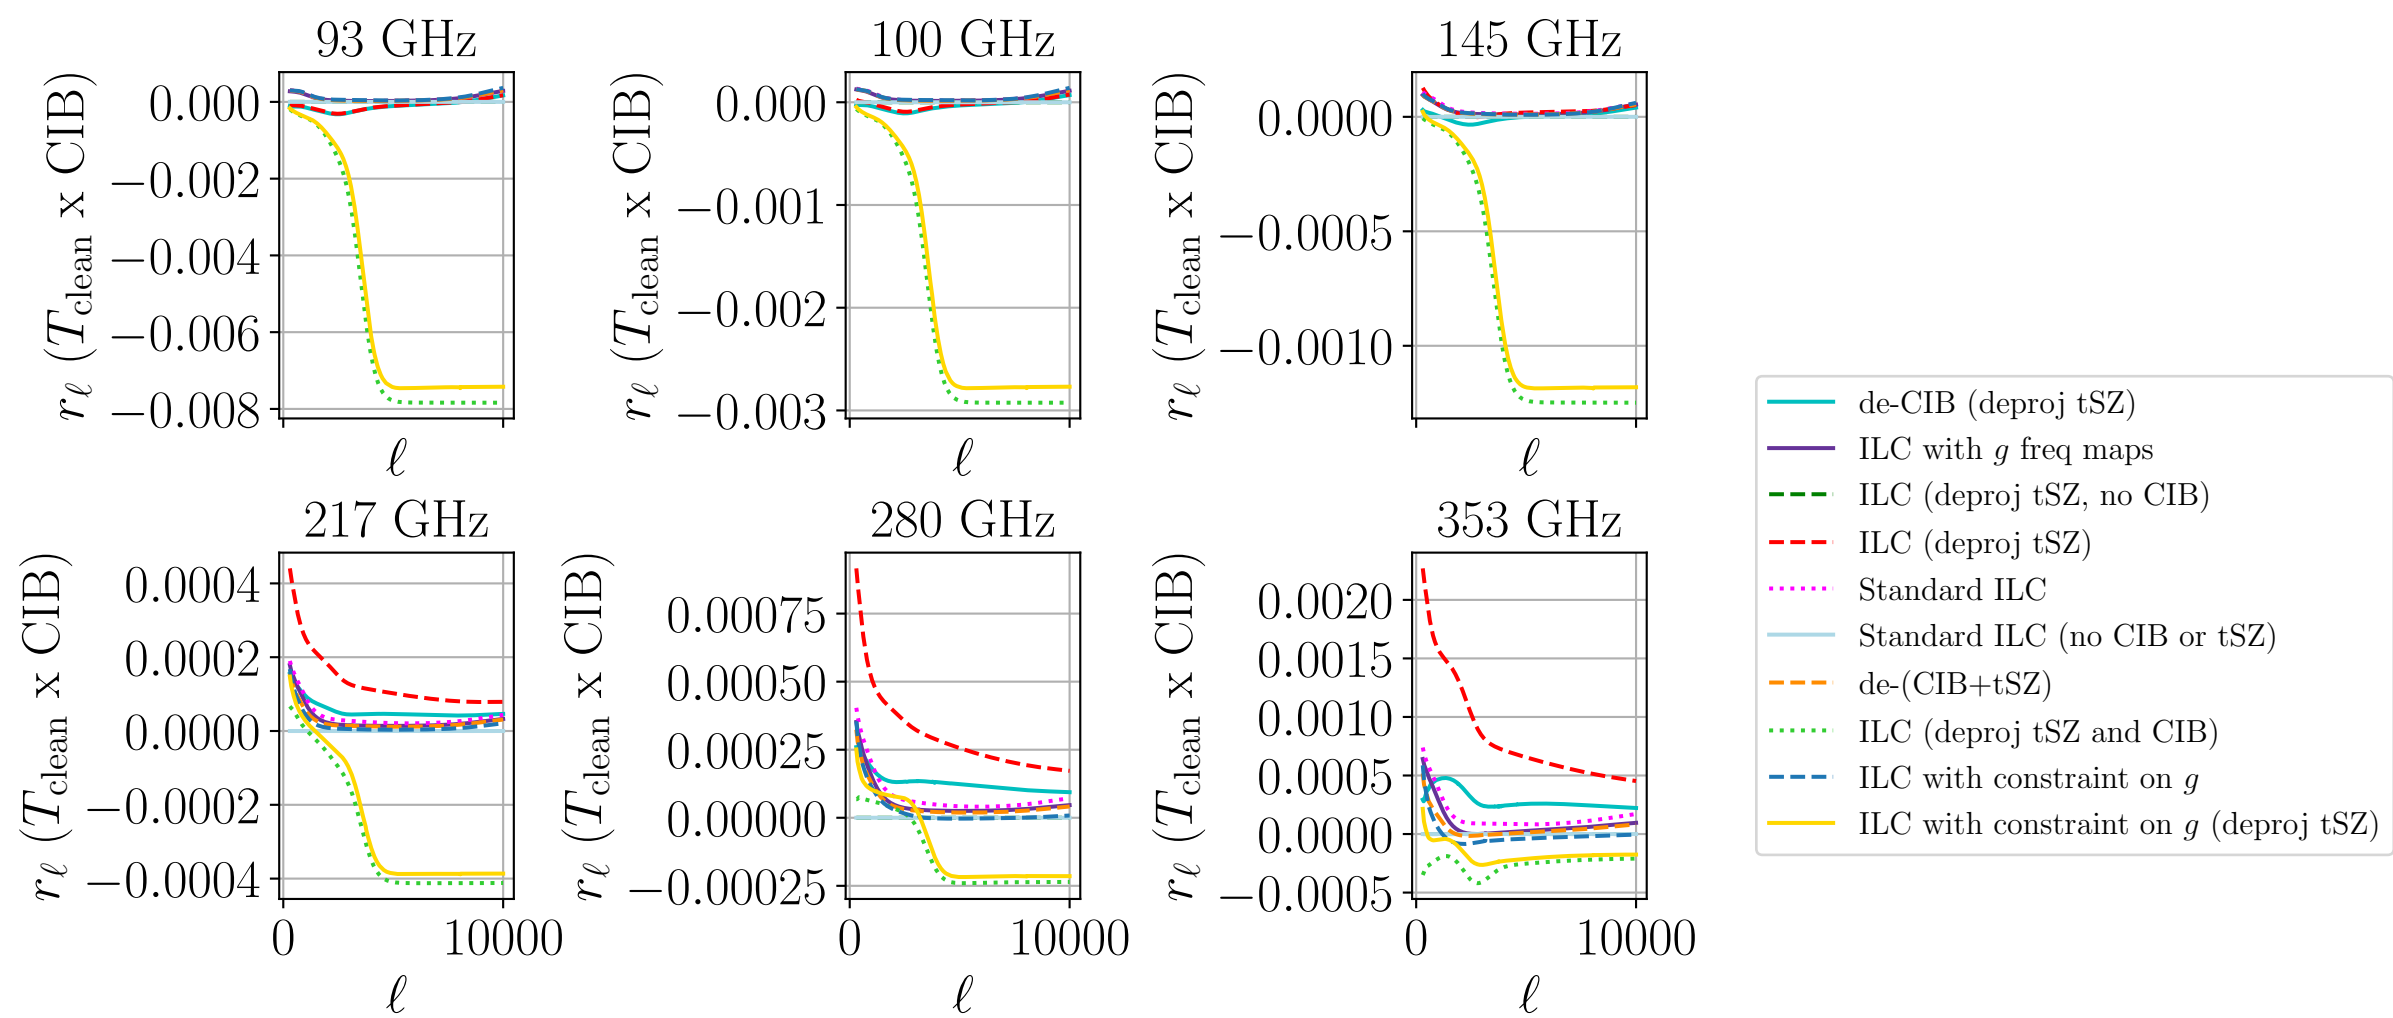 93 GHz
r_ℓ (T_clean x CIB)
0.000
−0.002
−0.004
−0.006
−0.008
ℓ
100 GHz
r_ℓ (T_clean x CIB)
0.000
−0.001
−0.002
−0.003
ℓ
145 GHz
r_ℓ (T_clean x CIB)
0.0000
−0.0005
−0.0010
ℓ
217 GHz
r_ℓ (T_clean x CIB)
0.0004
0.0002
0.0000
−0.0002
−0.0004
0 10000
ℓ
280 GHz
r_ℓ (T_clean x CIB)
0.00075
0.00050
0.00025
0.00000
−0.00025
0 10000
ℓ
353 GHz
r_ℓ (T_clean x CIB)
0.0020
0.0015
0.0010
0.0005
0.0000
−0.0005
0 10000
ℓ
de-CIB (deproj tSZ)
ILC with g freq maps
ILC (deproj tSZ, no CIB)
ILC (deproj tSZ)
Standard ILC
Standard ILC (no CIB or tSZ)
de-(CIB+tSZ)
ILC (deproj tSZ and CIB)
ILC with constraint on g
ILC with constraint on g (deproj tSZ)